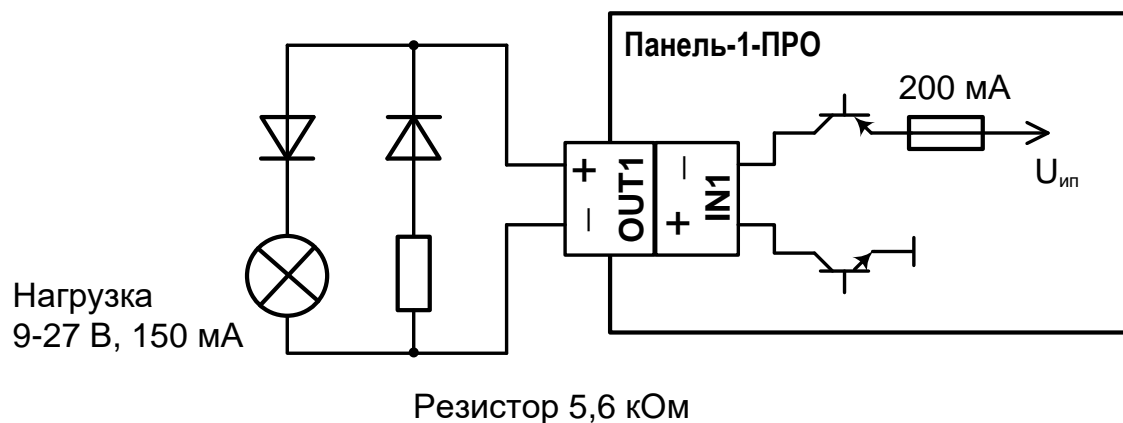 Панель-1-ПРО
200 мА
Uип
+
−
OUT1
−
+
IN1
Нагрузка
9-27 В, 150 мА
Резистор 5,6 кОм